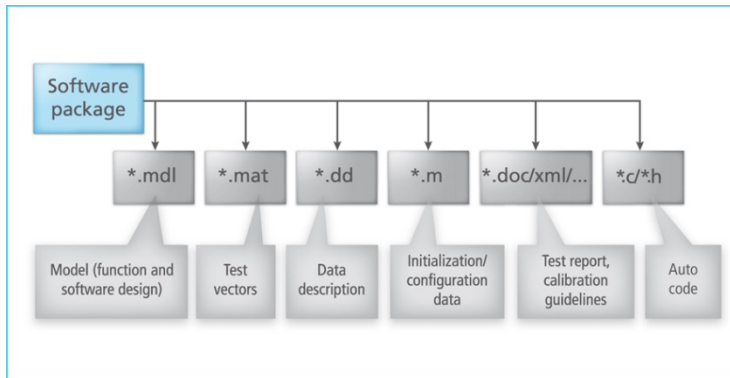 Software
package
*.mdl
*.mat
*.dd
*.m
*.doc/xml/...
*.c/*.h
Model (function and
software design)
Test
vectors
Data
description
Initialization/
configuration
data
Test report,
calibration
guidelines
Auto
code